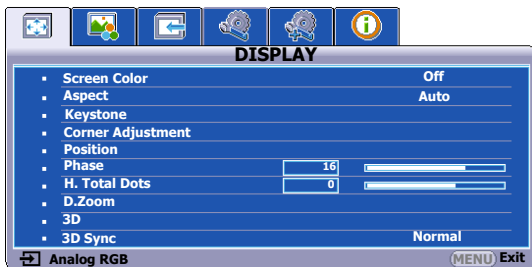 DISPLAY
Screen Color Off
Aspect Auto
Keystone
Corner Adjustment
Position
Phase 16
H. Total Dots 0
D.Zoom
3D
3D Sync Normal
Analog RGB MENU Exit